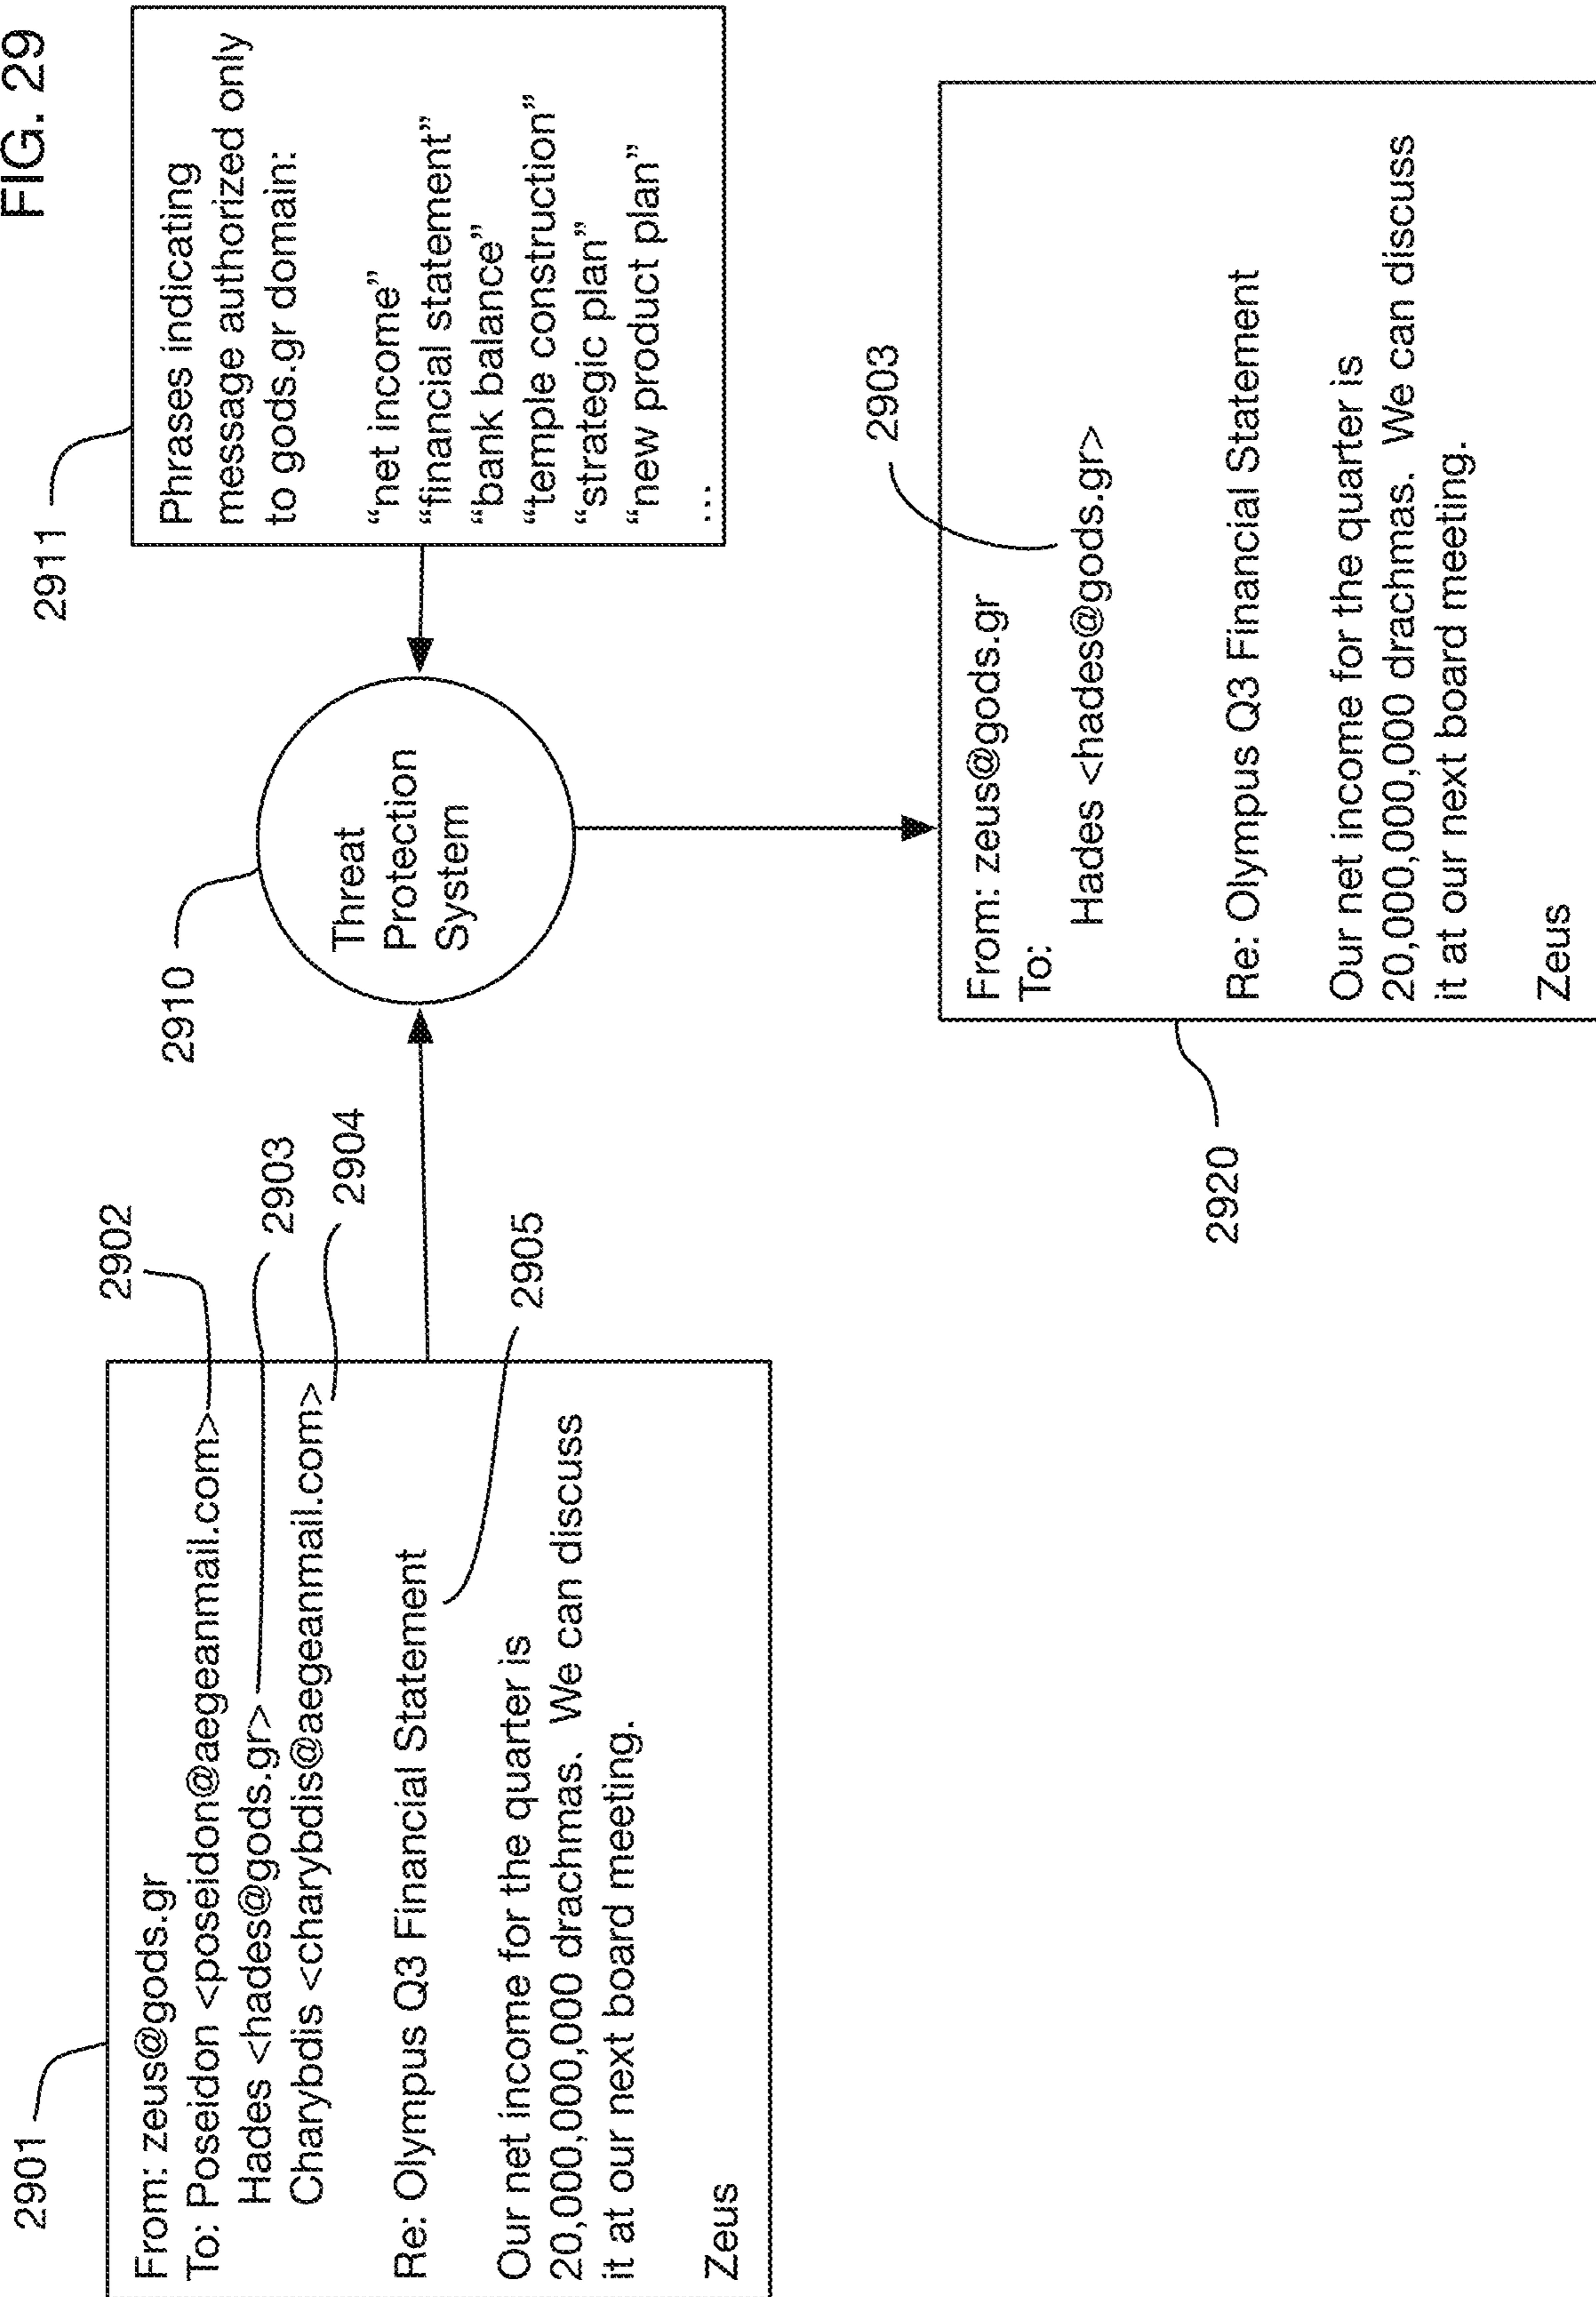 FIG. 29
2901
From: zeus@gods.gr
To: Poseidon <poseidon@aegeanmail.com>
Hades <hades@gods.gr>
Charybdis <charybdis@aegeanmail.com>
Re: Olympus Q3 Financial Statement
Our net income for the quarter is
20,000,000,000 drachmas. We can discuss
it at our next board meeting.
Zeus
2902
2903
2904
2905
2910
Threat
Protection
System
2911
Phrases indicating
message authorized only
to gods.gr domain:
“net income”
“financial statement”
“bank balance”
“temple construction”
“strategic plan”
“new product plan”
...
2920
From: zeus@gods.gr
To:
Hades <hades@gods.gr>
2903
Re: Olympus Q3 Financial Statement
Our net income for the quarter is
20,000,000,000 drachmas. We can discuss
it at our next board meeting.
Zeus